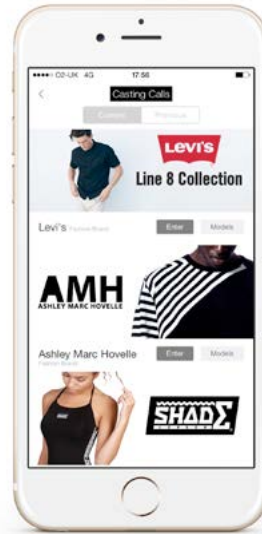 O2-UK 4G 17:56
Casting Calls
Current Previous
LEVI'S
Line 8 Collection
Levi's Fashion Brand Enter Models
AMH
ASHLEY MARC HOVELLE
Ashley Marc Hovelle Enter Models
Fashion Brand
SHADE
LONDON